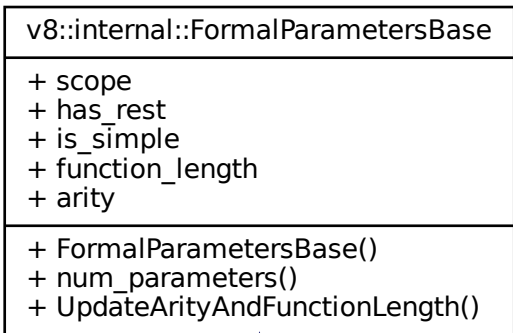 v8::internal::FormalParametersBase
+ scope
+ has_rest
+ is_simple
+ function_length
+ arity
+ FormalParametersBase()
+ num_parameters()
+ UpdateArityAndFunctionLength()